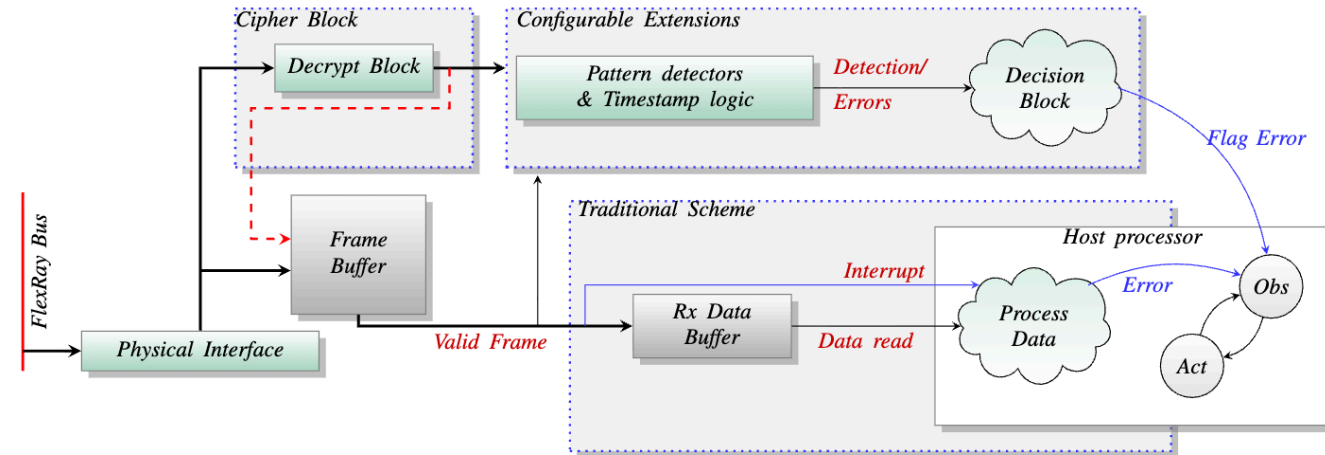 Cipher Block
Configurable Extensions
Decrypt Block
Pattern detectors
& Timestamp logic
Detection/
Errors
Decision
Block
Flag Error
FlexRay Bus
Frame
Buffer
Traditional Scheme
Host processor
Interrupt
Error
Obs
Physical Interface
Valid Frame
Rx Data
Buffer
Data read
Process
Data
Act